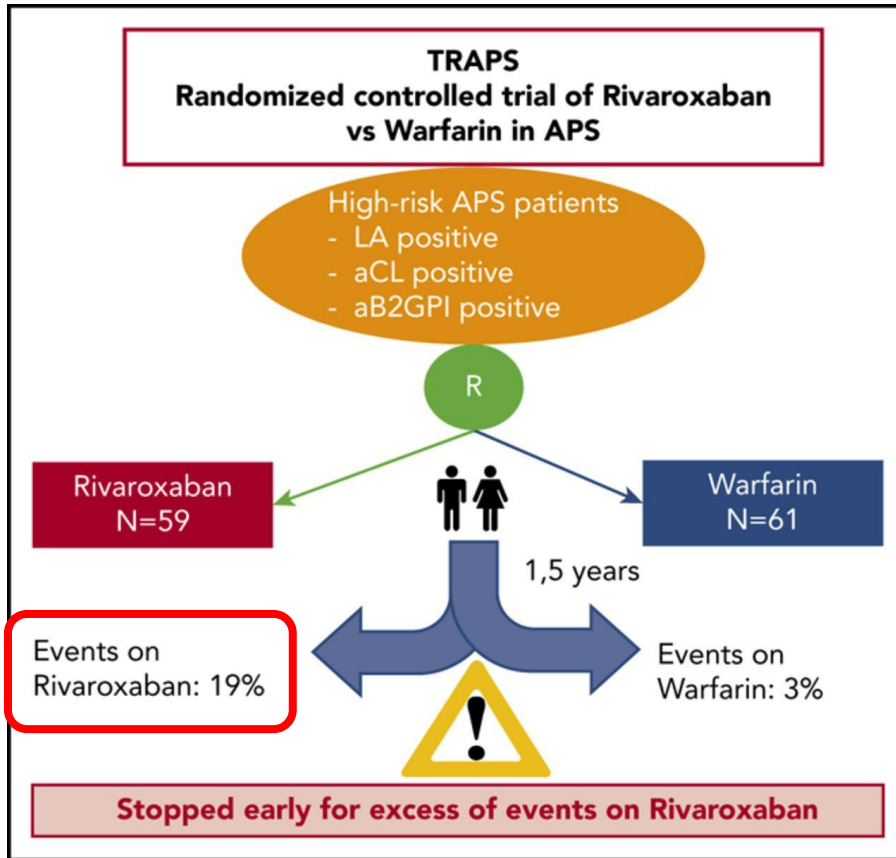 TRAPS
Randomized controlled trial of Rivaroxaban
vs Warfarin in APS
High-risk APS patients
- LA positive
- aCL positive
- aB2GPI positive
R
Rivaroxaban
N=59
Warfarin
N=61
1,5 years
Events on
Rivaroxaban: 19%
Events on
Warfarin: 3%
!
Stopped early for excess of events on Rivaroxaban